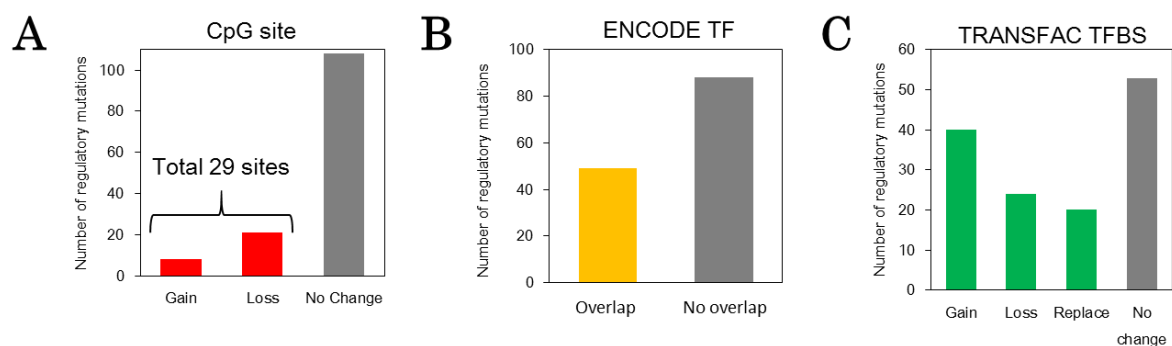 A
CpG site
Number of regulatory mutations
100
80
60
40
20
0
Total 29 sites
Gain Loss No Change
B
ENCODE TF
Number of regulatory mutations
100
80
60
40
20
0
Overlap No overlap
C
TRANSFAC TFBS
Number of regulatory mutations
60
50
40
30
20
10
0
Gain Loss Replace No
change